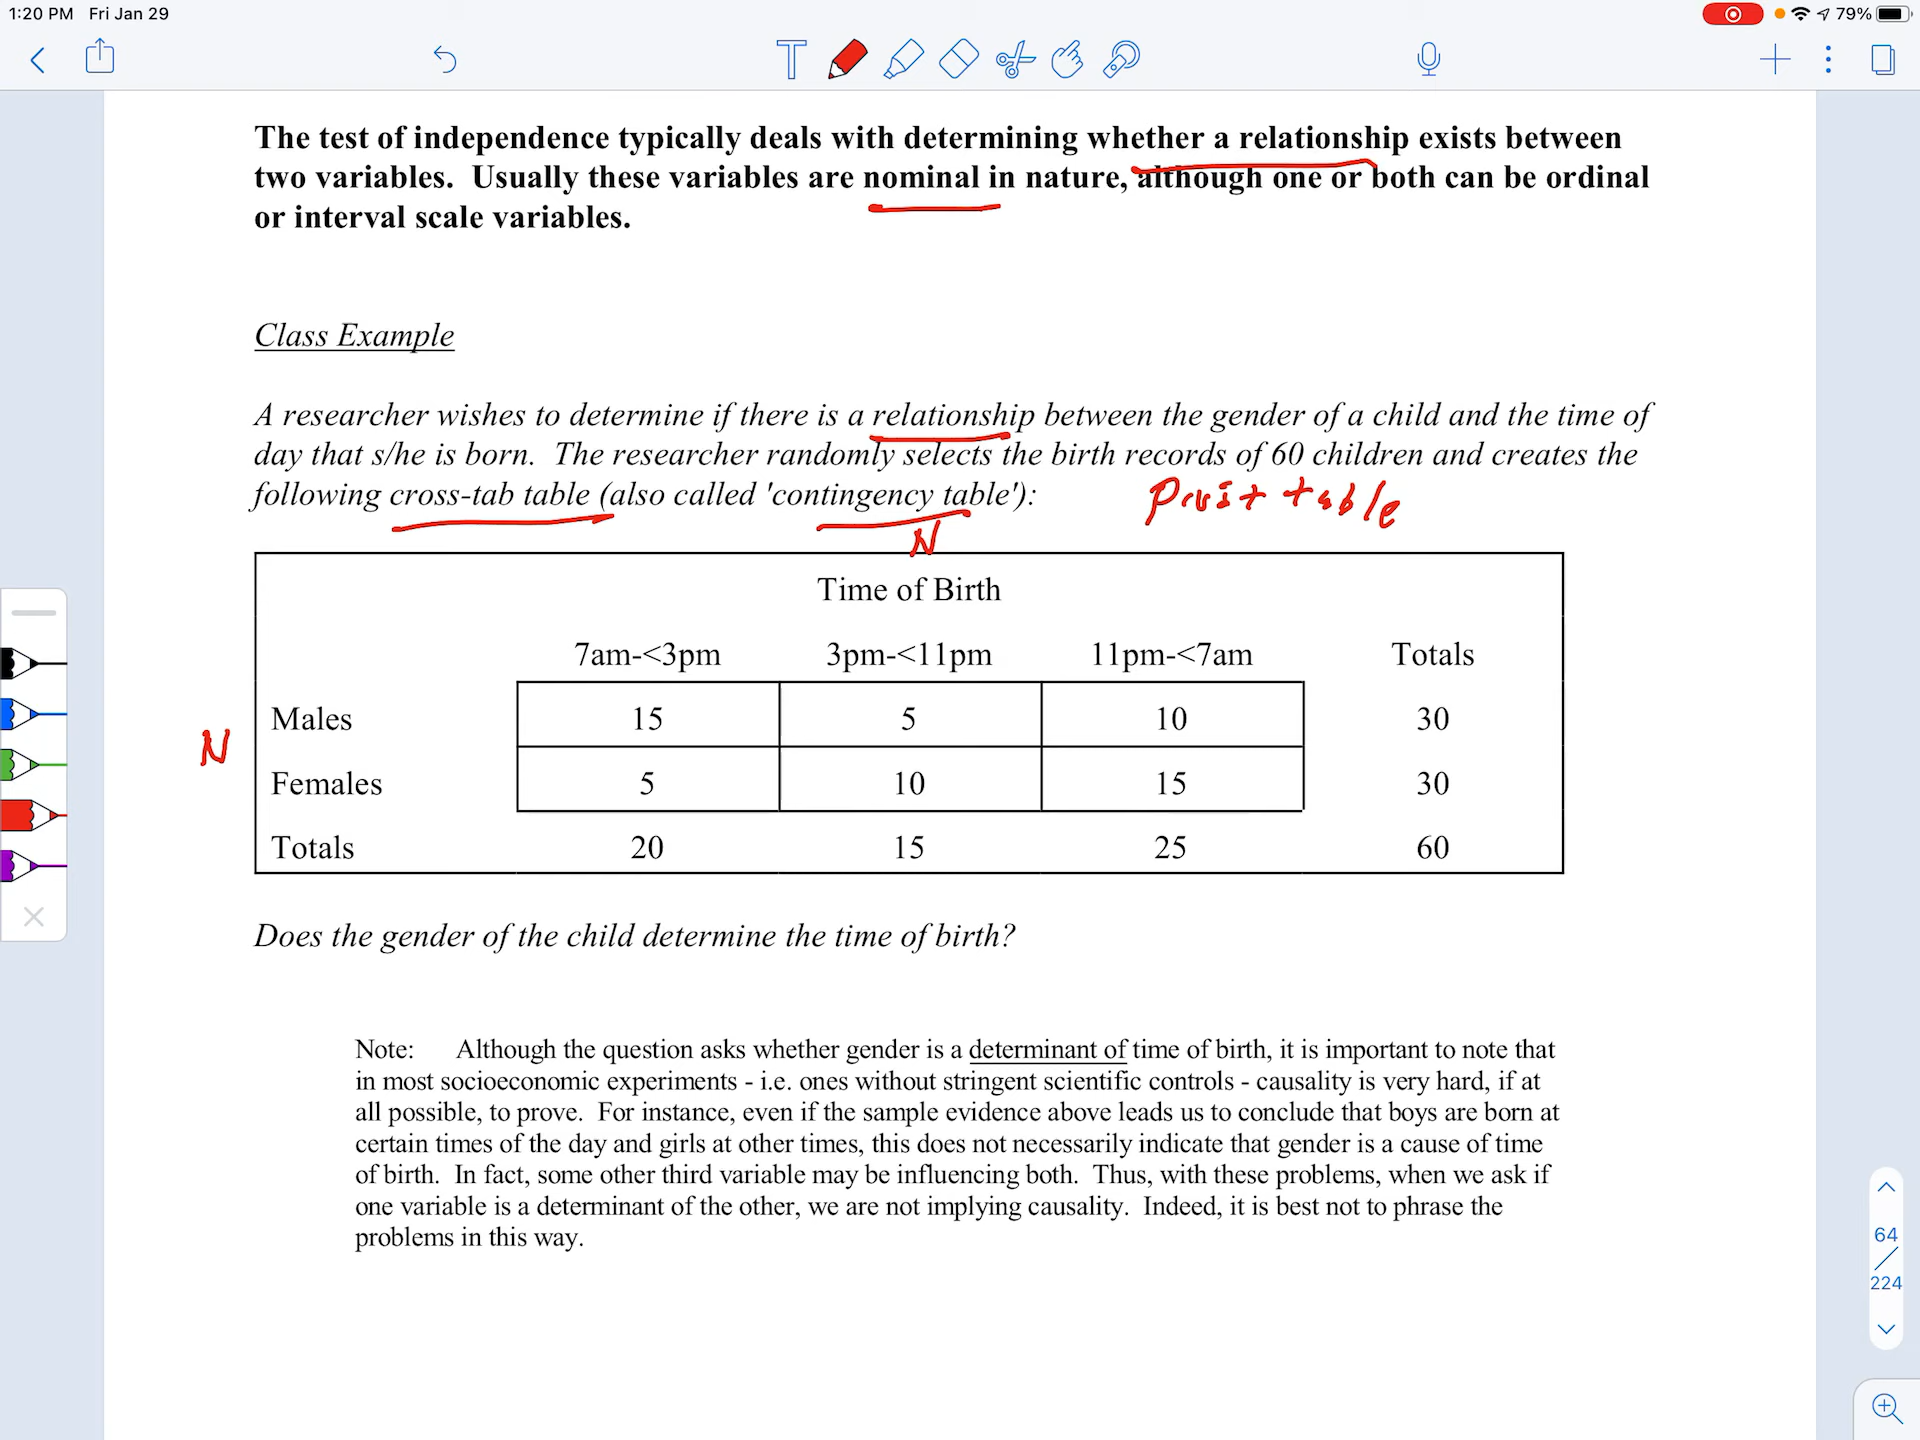 1:20 PM Fri Jan 29
79%
The test of independence typically deals with determining whether a relationship exists between
two variables. Usually these variables are nominal in nature, although one or both can be ordinal
or interval scale variables.
Class Example
A researcher wishes to determine if there is a relationship between the gender of a child and the time of
day that s/he is born. The researcher randomly selects the birth records of 60 children and creates the
following cross-tab table (also called 'contingency table'):
table
N
Time of Birth
7am-<3pm 3pm-<11pm 11pm-<7am Totals
Males 15 5 10 30
N
Females 5 10 15 30
Totals 20 15 25 60
Does the gender of the child determine the time of birth?
Note: Although the question asks whether gender is a determinant of time of birth, it is important to note that
in most socioeconomic experiments - i.e. ones without stringent scientific controls - causality is very hard, if at
all possible, to prove. For instance, even if the sample evidence above leads us to conclude that boys are born at
certain times of the day and girls at other times, this does not necessarily indicate that gender is a cause of time
of birth. In fact, some other third variable may be influencing both. Thus, with these problems, when we ask if
one variable is a determinant of the other, we are not implying causality. Indeed, it is best not to phrase the
problems in this way.
64
224